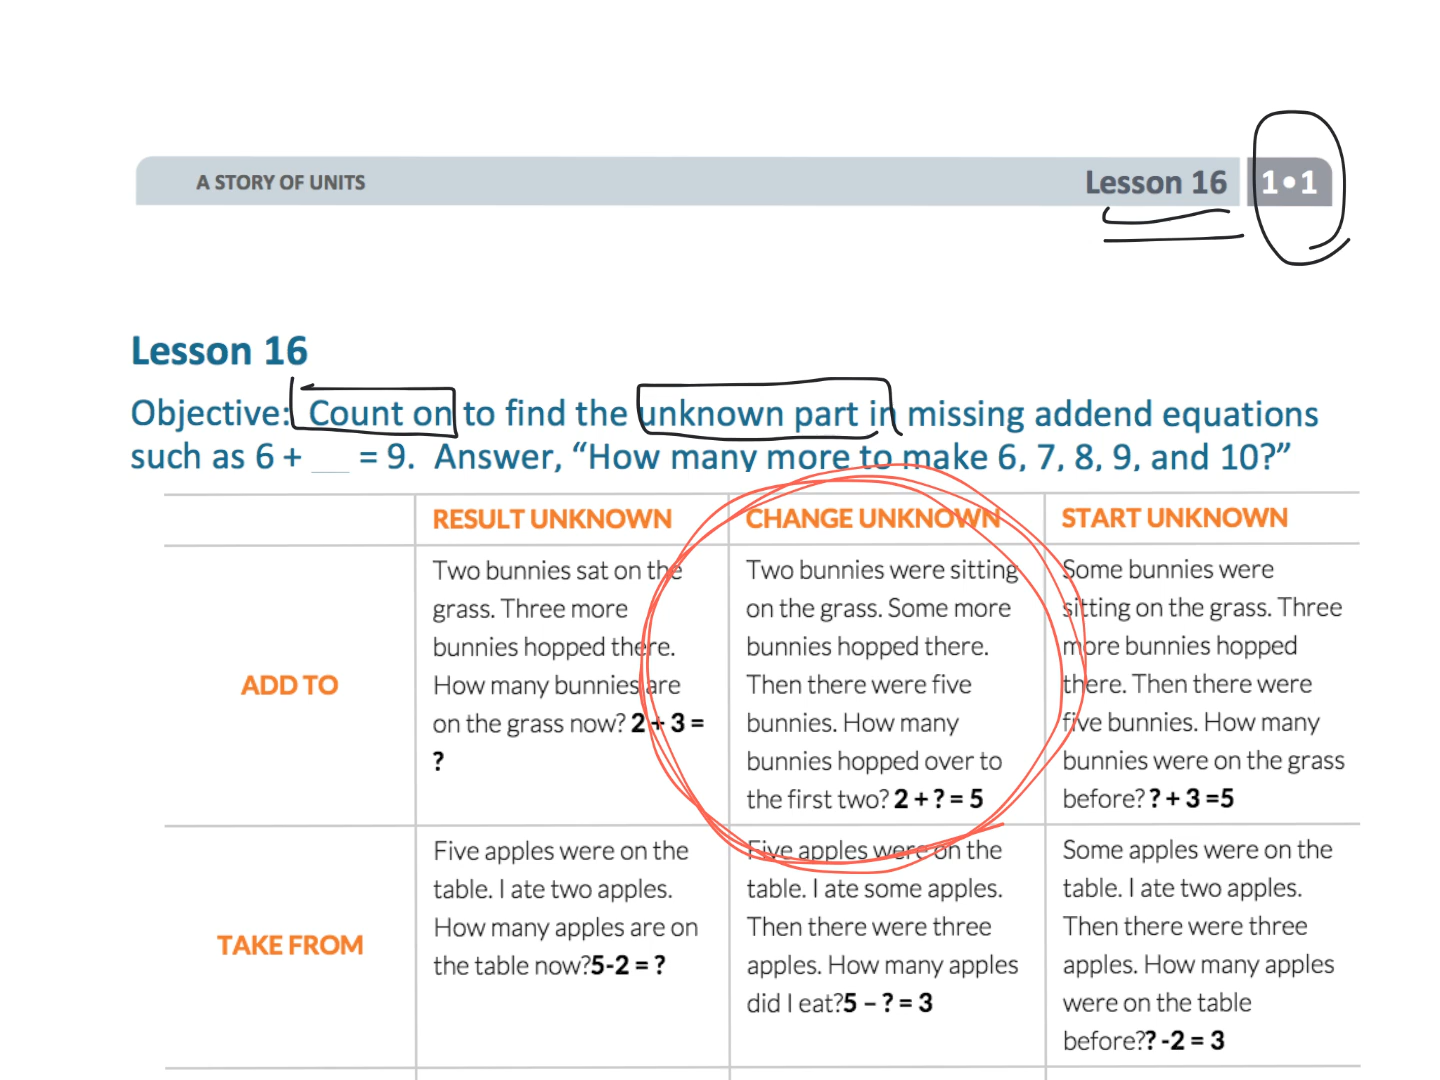 A STORY OF UNITS
Lesson 16
1•1
Lesson 16
Objective: Count on to find the unknown part in missing addend equations
such as 6 + __ = 9. Answer, “How many more to make 6, 7, 8, 9, and 10?”
RESULT UNKNOWN
CHANGE UNKNOWN
START UNKNOWN
ADD TO
Two bunnies sat on the
grass. Three more
bunnies hopped there.
How many bunnies are
on the grass now? 2 + 3 =
?
Two bunnies were sitting
on the grass. Some more
bunnies hopped there.
Then there were five
bunnies. How many
bunnies hopped over to
the first two? 2 + ? = 5
Some bunnies were
sitting on the grass. Three
more bunnies hopped
there. Then there were
five bunnies. How many
bunnies were on the grass
before? ? + 3 =5
TAKE FROM
Five apples were on the
table. I ate two apples.
How many apples are on
the table now?5-2 = ?
Five apples were on the
table. I ate some apples.
Then there were three
apples. How many apples
did I eat?5 – ? = 3
Some apples were on the
table. I ate two apples.
Then there were three
apples. How many apples
were on the table
before?? -2 = 3